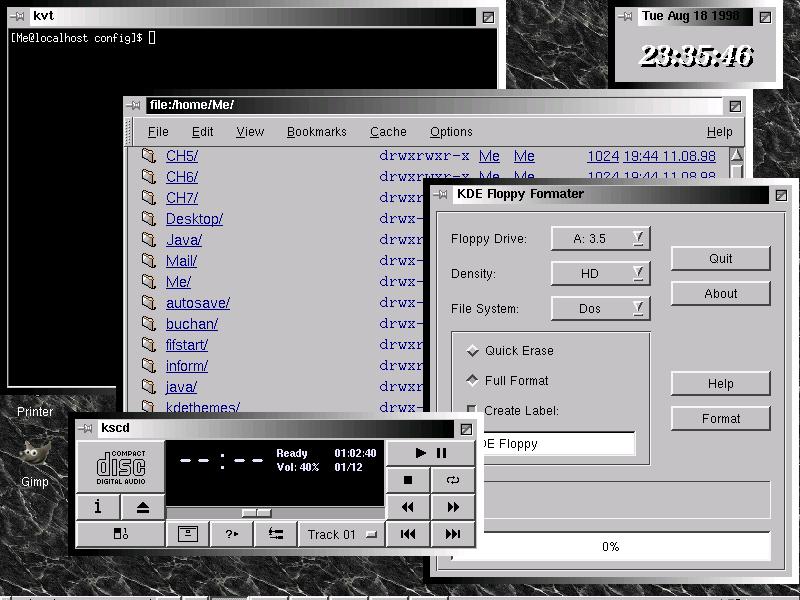 kvt
Tue Aug 18 1998
[Me@localhost config]$
23:35:46
file:/home/Me/
File Edit View Bookmarks Cache Options Help
CH5/ drwxrwxr-x Me Me 1024 19:44 11.08.98
CH6/ drwxrwxr-x Me Me 1024 19:44 11.08.98
CH7/ drwxr
Desktop/ drwx-
Java/ drwxr
Mail/ drwx-
Me/ drwxr
autosave/ drwx-
buchan/ drwx-
fifstart/ drwxr
inform/ drwx-
java/ drwxr
kdethemes/ drwxr
KDE Floppy Formater
Floppy Drive: A: 3.5
Quit
Density: HD
About
File System: Dos
Quick Erase
Full Format
Help
Create Label:
Format
DE Floppy
0%
Printer
Gimp
kscd
COMPACT
disc
DIGITAL AUDIO
--:--
Ready 01:02:40
Vol: 40% 01/12
i
?
Track 01